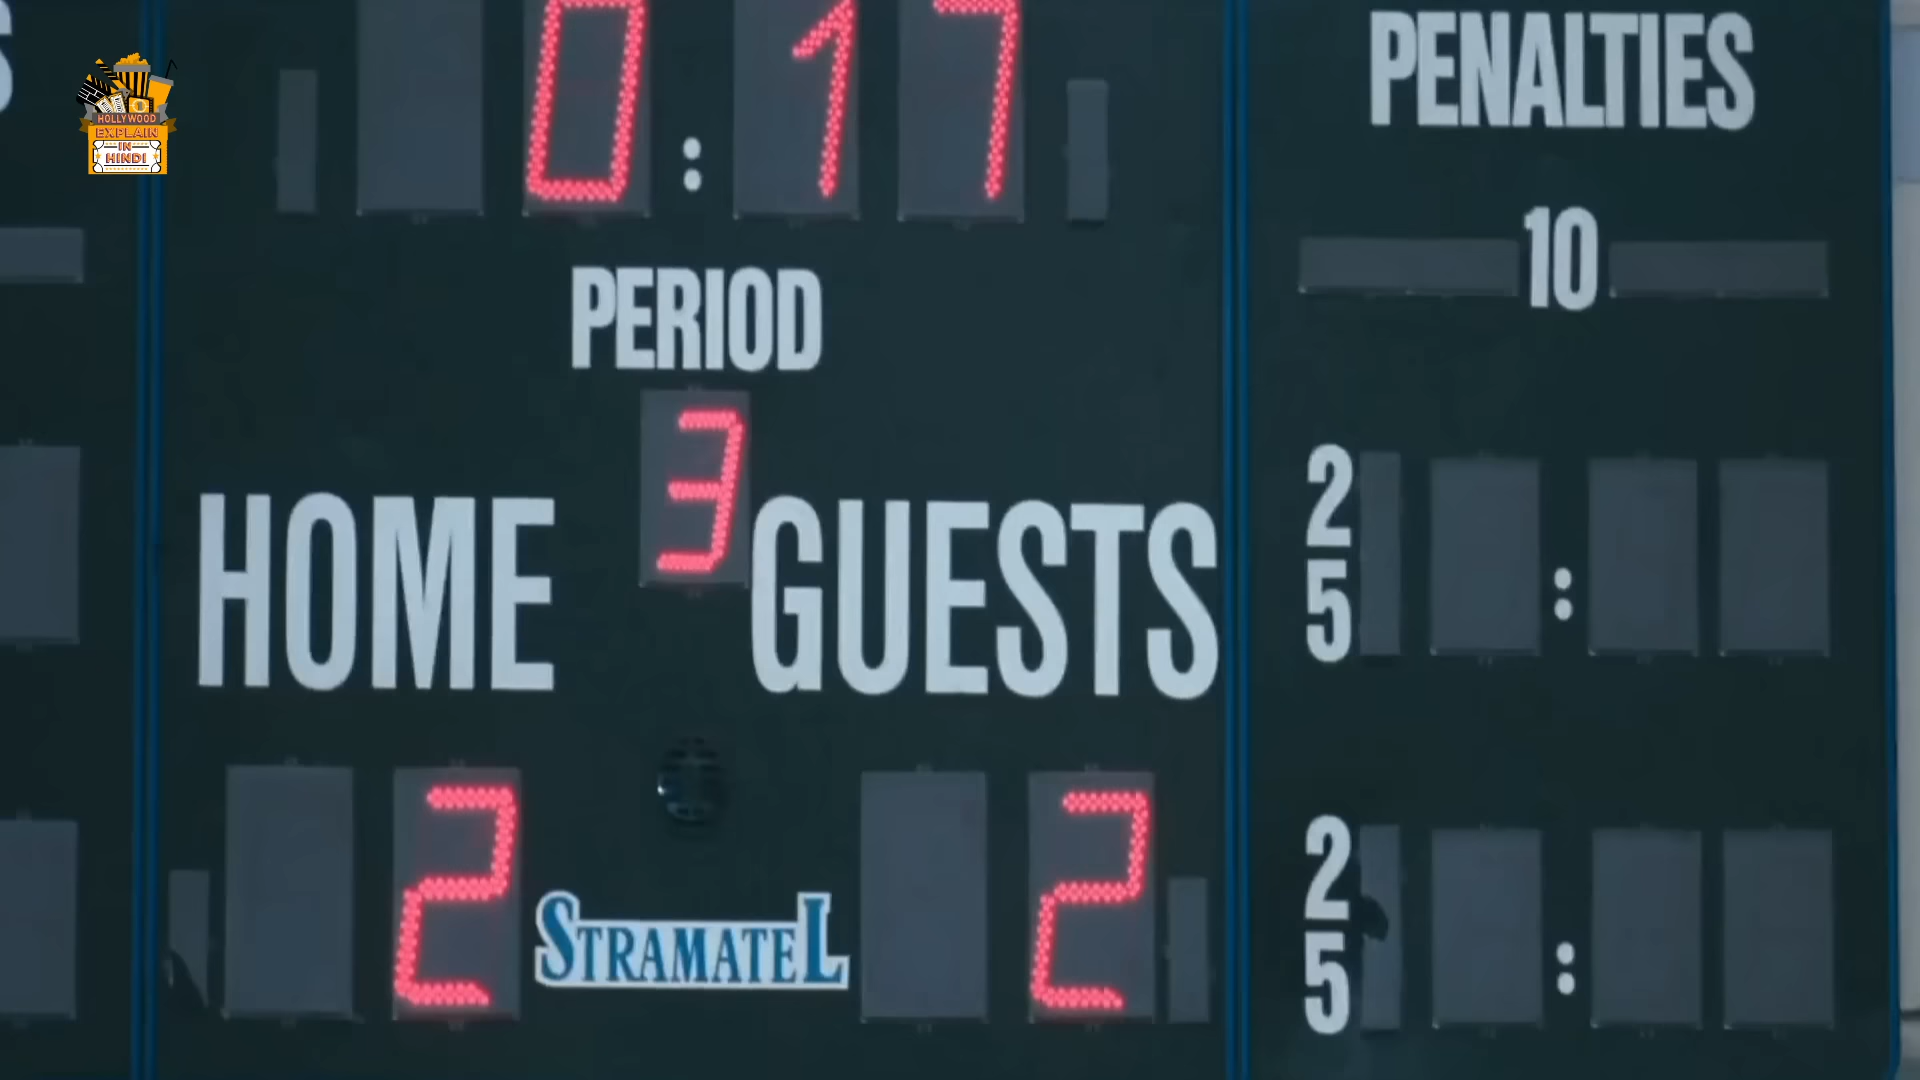 S
HOLLYWOOD
EXPLAIN
IN
HINDI
0:17
PENALTIES
10
PERIOD
3
HOME
GUESTS
2
5
:
2
2
STRAMATEL
2
5
: